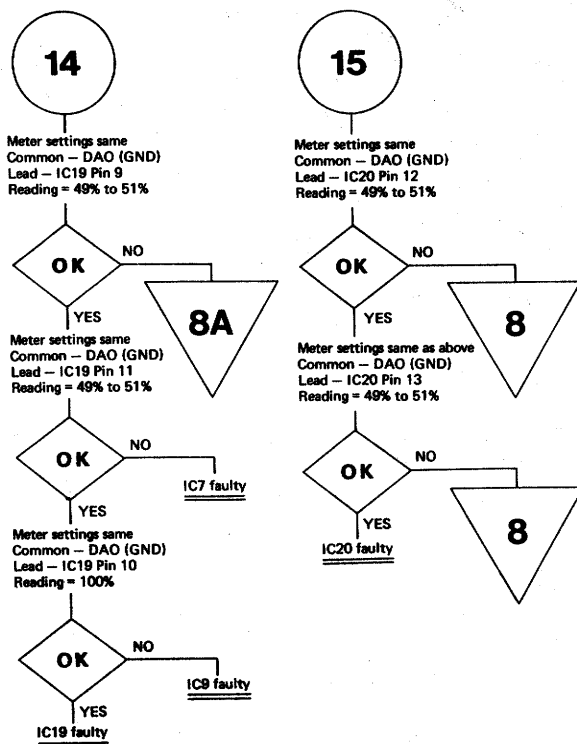 14
Meter settings same
Common – DAO (GND)
Lead – IC19 Pin 9
Reading = 49% to 51%
OK
NO
8A
YES
Meter settings same
Common – DAO (GND)
Lead – IC19 Pin 11
Reading = 49% to 51%
OK
NO
IC7 faulty
YES
Meter settings same
Common – DAO (GND)
Lead – IC19 Pin 10
Reading = 100%
OK
NO
IC9 faulty
YES
IC19 faulty
15
Meter settings same
Common – DAO (GND)
Lead – IC20 Pin 12
Reading = 49% to 51%
OK
NO
8
YES
Meter settings same as above
Common – DAO (GND)
Lead – IC20 Pin 13
Reading = 49% to 51%
OK
NO
8
YES
IC20 faulty